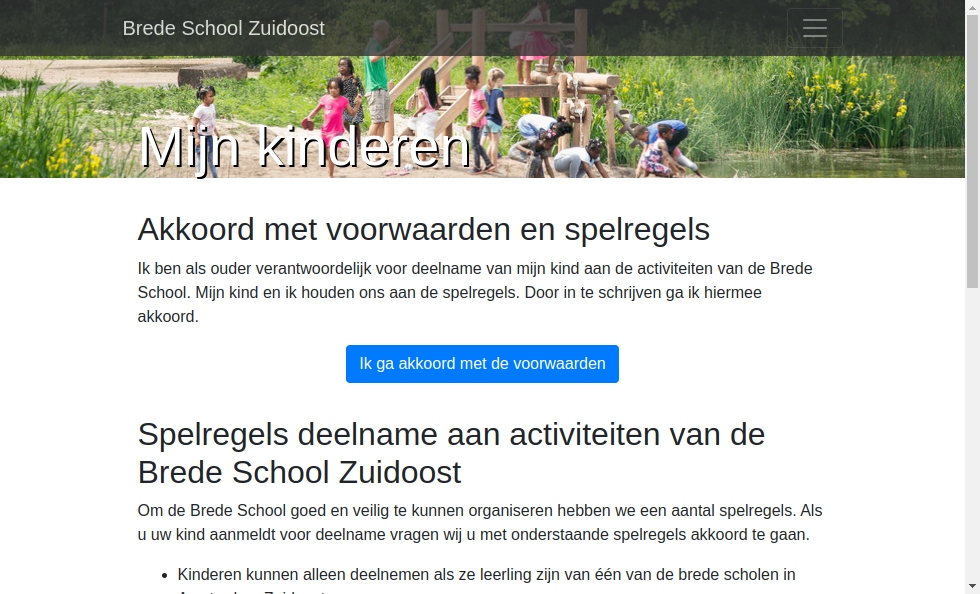 Brede School Zuidoost
Mijn kinderen
Akkoord met voorwaarden en spelregels
Ik ben als ouder verantwoordelijk voor deelname van mijn kind aan de activiteiten van de Brede
School. Mijn kind en ik houden ons aan de spelregels. Door in te schrijven ga ik hiermee
akkoord.
Ik ga akkoord met de voorwaarden
Spelregels deelname aan activiteiten van de
Brede School Zuidoost
Om de Brede School goed en veilig te kunnen organiseren hebben we een aantal spelregels. Als
u uw kind aanmeldt voor deelname vragen wij u met onderstaande spelregels akkoord te gaan.
• Kinderen kunnen alleen deelnemen als ze leerling zijn van één van de brede scholen in